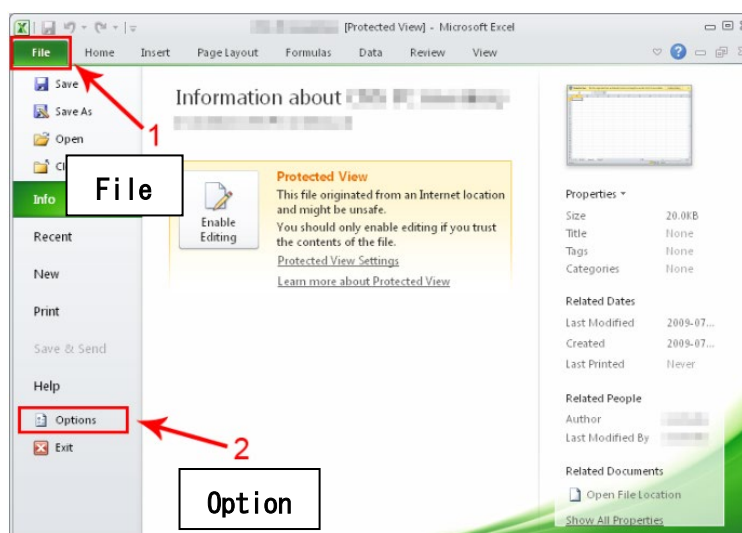 [Protected View] - Microsoft Excel
File Home Insert Page Layout Formulas Data Review View
Save
Save As
Open
Info
Recent
New
Print
Save & Send
Help
Options
Exit
1
File
2
Option
Information about
Enable
Editing
Protected View
This file originated from an Internet location
and might be unsafe.
You should only enable editing if you trust
the contents of the file.
Protected View Settings
Learn more about Protected View
Properties
Size 20.0KB
Title None
Tags None
Categories None
Related Dates
Last Modified 2009-07...
Created 2009-07...
Last Printed Never
Related People
Author
Last Modified By
Related Documents
Open File Location
Show All Properties